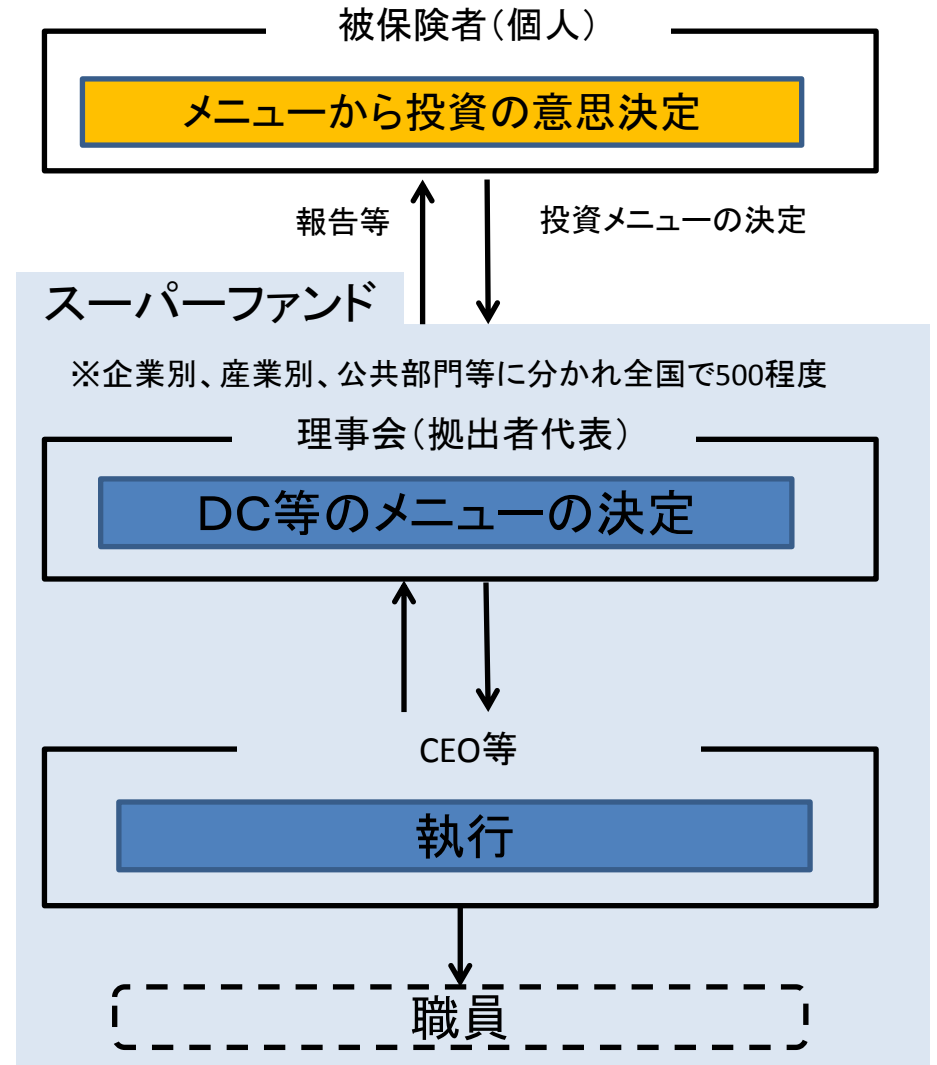 被保険者（個人）
メニューから投資の意思決定
報告等
投資メニューの決定
スーパーファンド
※企業別、産業別、公共部門等に分かれ全国で500程度
理事会（拠出者代表）
ＤＣ等のメニューの決定
CEO等
執行
職員